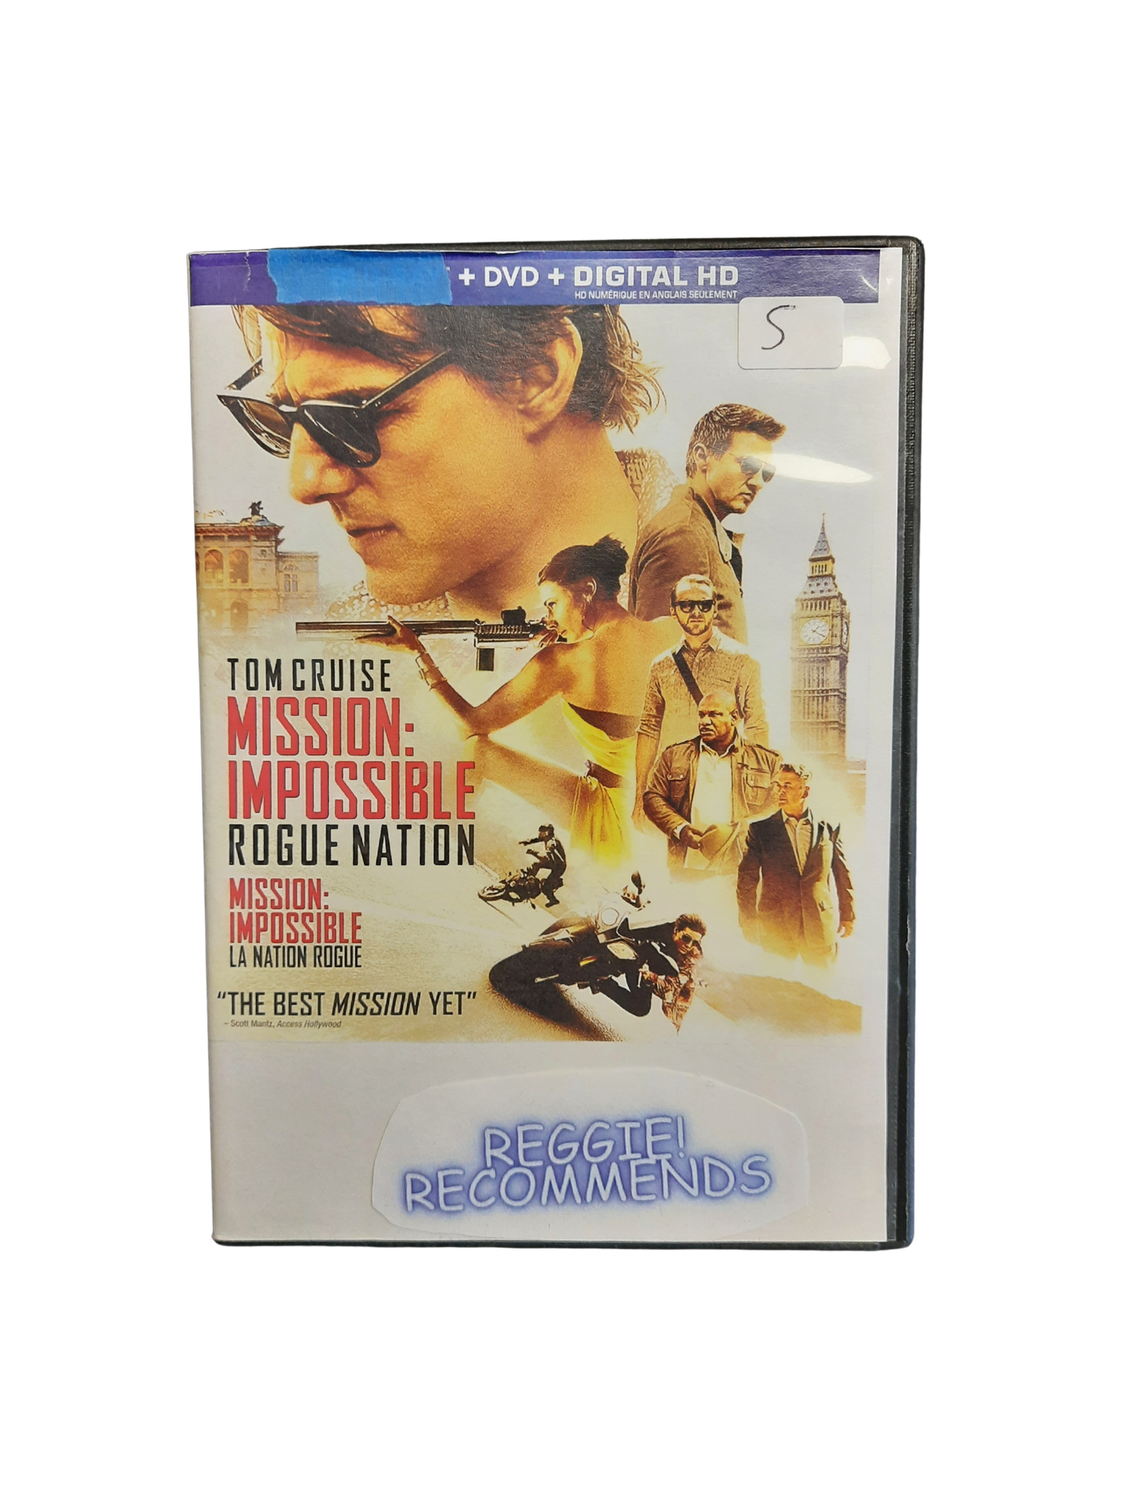 + DVD + DIGITAL HD
HD NUMÉRIQUE EN ANGLAIS SEULEMENT
S
TOM CRUISE
MISSION:
IMPOSSIBLE
ROGUE NATION
MISSION:
IMPOSSIBLE
LA NATION ROGUE
"THE BEST MISSION YET"
– Scott Mantz, Access Hollywood
REGGIE!
RECOMMENDS